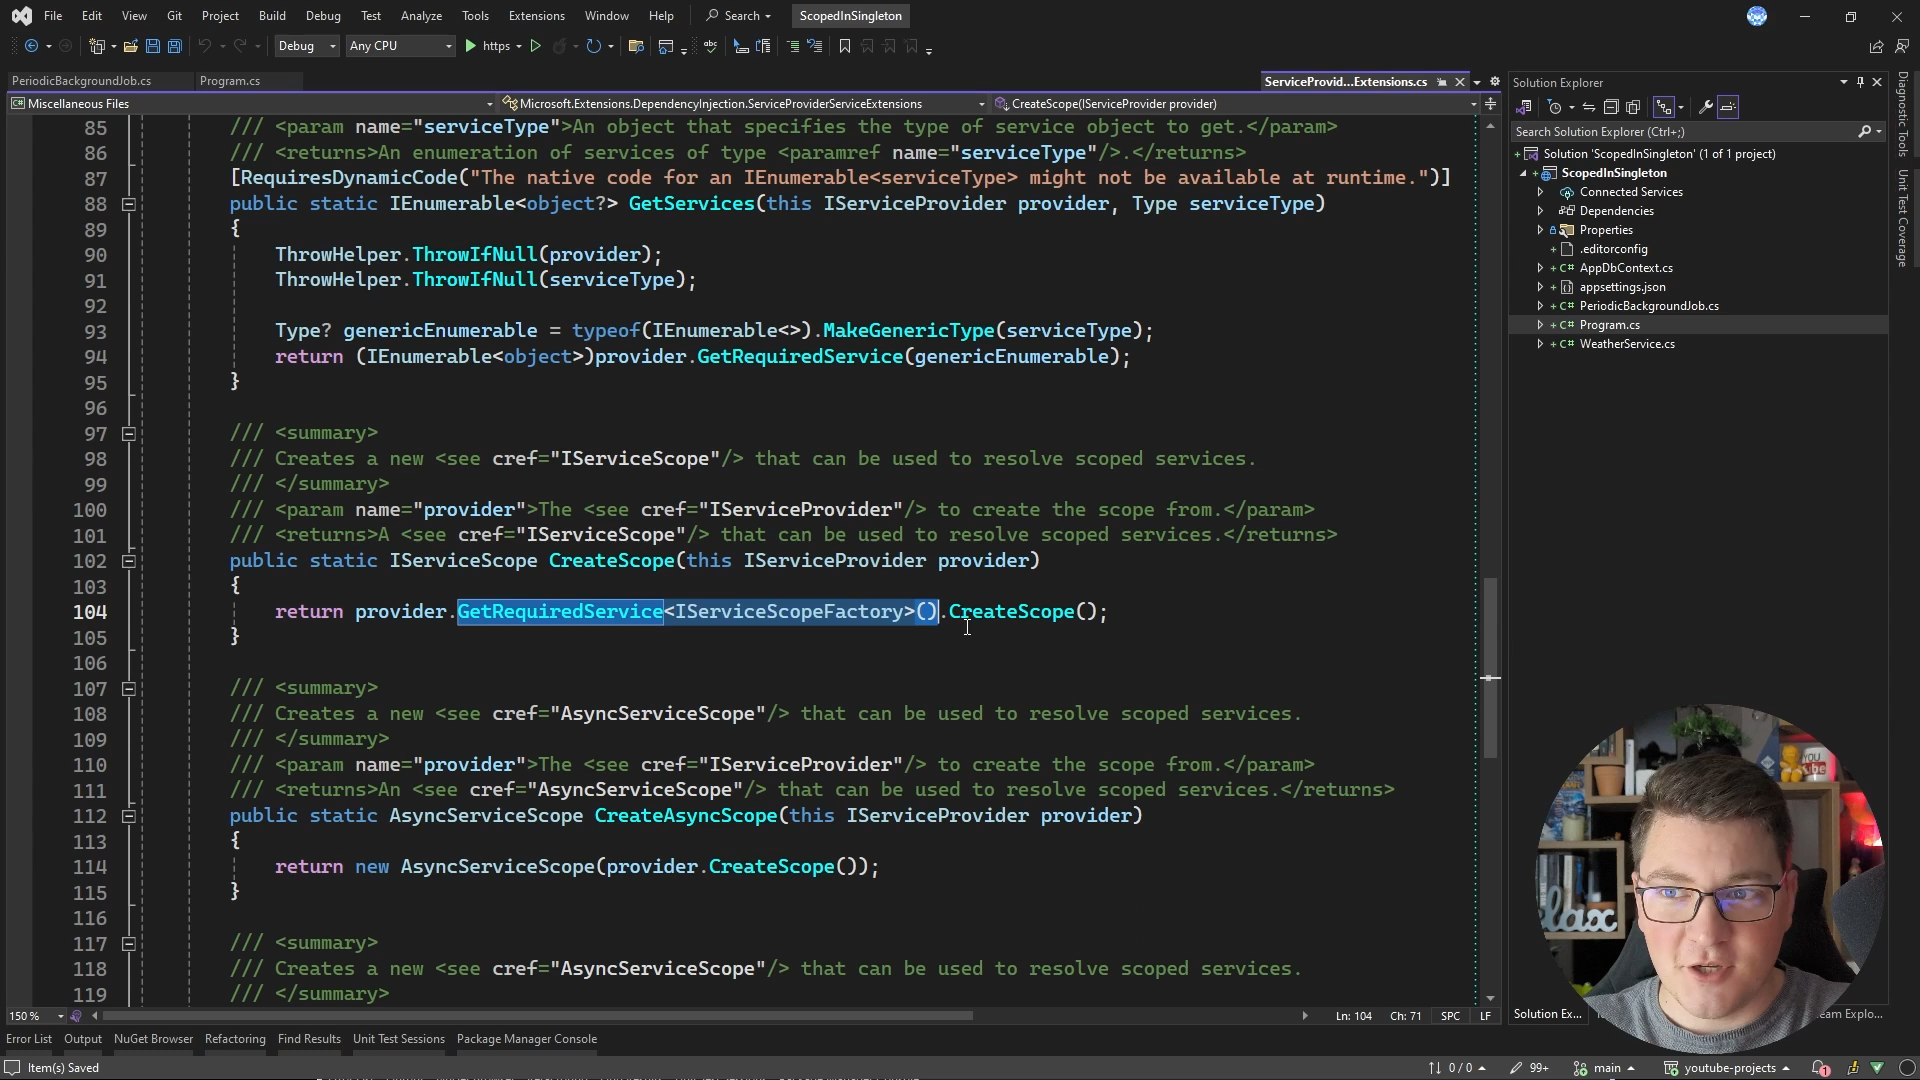 File Edit View Git Project Build Debug Test Analyze Tools Extensions Window Help Search ScopedInSingleton
Debug Any CPU https
PeriodicBackgroundJob.cs Program.cs ServiceProvid...Extensions.cs
Miscellaneous Files Microsoft.Extensions.DependencyInjection.ServiceProviderServiceExtensions CreateScope(IServiceProvider provider)
85 /// <param name="serviceType">An object that specifies the type of service object to get.</param>
86 /// <returns>An enumeration of services of type <paramref name="serviceType"/>.</returns>
87 [RequiresDynamicCode("The native code for an IEnumerable<serviceType> might not be available at runtime.")]
88 public static IEnumerable<object?> GetServices(this IServiceProvider provider, Type serviceType)
89 {
90 ThrowHelper.ThrowIfNull(provider);
91 ThrowHelper.ThrowIfNull(serviceType);
92
93 Type? genericEnumerable = typeof(IEnumerable<>).MakeGenericType(serviceType);
94 return (IEnumerable<object>)provider.GetRequiredService(genericEnumerable);
95 }
96
97 /// <summary>
98 /// Creates a new <see cref="IServiceScope"/> that can be used to resolve scoped services.
99 /// </summary>
100 /// <param name="provider">The <see cref="IServiceProvider"/> to create the scope from.</param>
101 /// <returns>A <see cref="IServiceScope"/> that can be used to resolve scoped services.</returns>
102 public static IServiceScope CreateScope(this IServiceProvider provider)
103 {
104 return provider.GetRequiredService<IServiceScopeFactory>().CreateScope();
105 }
106
107 /// <summary>
108 /// Creates a new <see cref="AsyncServiceScope"/> that can be used to resolve scoped services.
109 /// </summary>
110 /// <param name="provider">The <see cref="IServiceProvider"/> to create the scope from.</param>
111 /// <returns>An <see cref="AsyncServiceScope"/> that can be used to resolve scoped services.</returns>
112 public static AsyncServiceScope CreateAsyncScope(this IServiceProvider provider)
113 {
114 return new AsyncServiceScope(provider.CreateScope());
115 }
116
117 /// <summary>
118 /// Creates a new <see cref="AsyncServiceScope"/> that can be used to resolve scoped services.
119 /// </summary>
150 % Ln: 104 Ch: 71 SPC LF
Error List Output NuGet Browser Refactoring Find Results Unit Test Sessions Package Manager Console
Item(s) Saved 0 / 0 99+ main youtube-projects 1
Solution Explorer
Search Solution Explorer (Ctrl+;)
Solution 'ScopedInSingleton' (1 of 1 project)
ScopedInSingleton
Connected Services
Dependencies
Properties
.editorconfig
AppDbContext.cs
appsettings.json
PeriodicBackgroundJob.cs
Program.cs
WeatherService.cs
Solution Ex...
eam Explo...
Diagnostic Tools
Unit Test Coverage
YOU